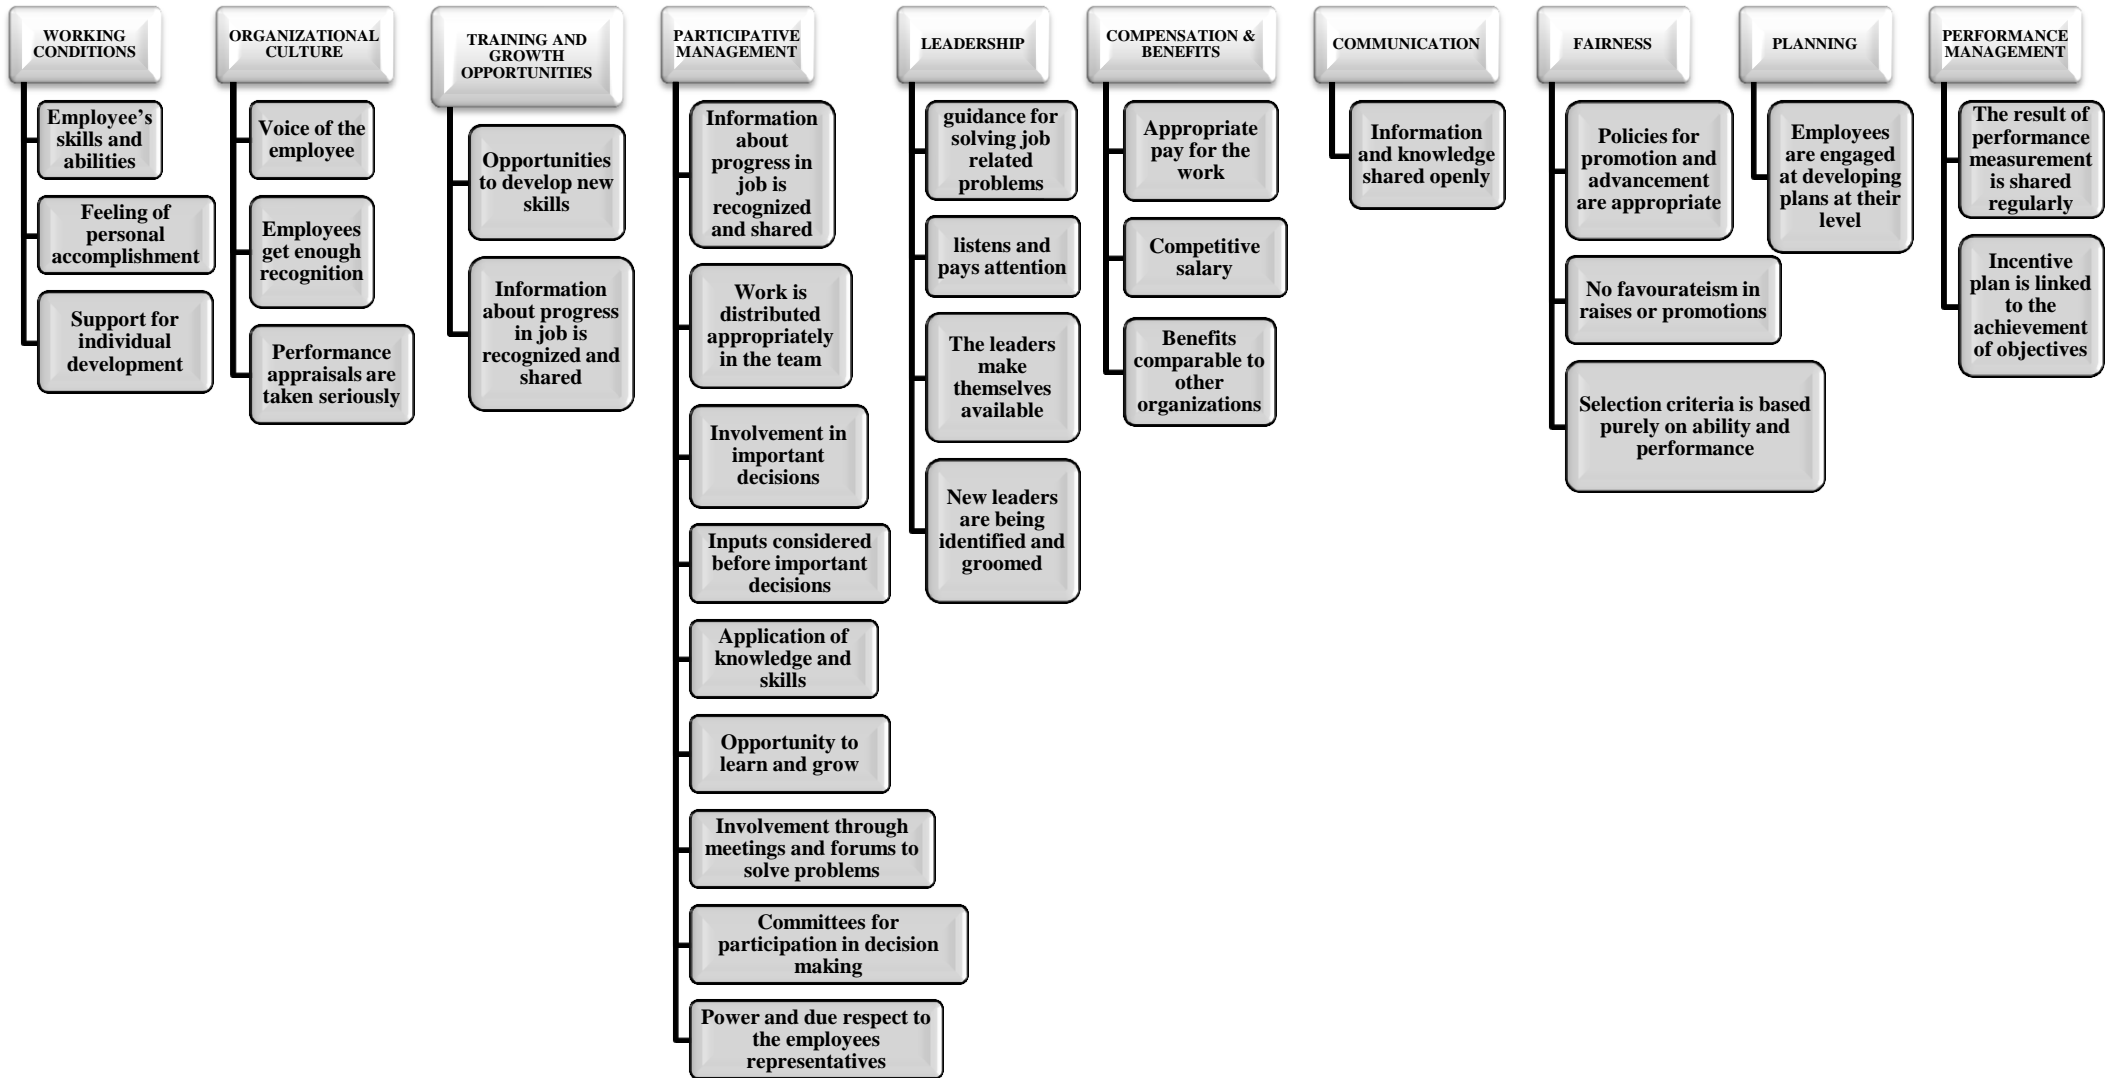 WORKING
CONDITIONS
Employee’s
skills and
abilities
Feeling of
personal
accomplishment
Support for
individual
development
ORGANIZATIONAL
CULTURE
Voice of the
employee
Employees
get enough
recognition
Performance
appraisals are
taken seriously
TRAINING AND
GROWTH
OPPORTUNITIES
Opportunities
to develop new
skills
Information
about progress
in job is
recognized and
shared
PARTICIPATIVE
MANAGEMENT
Information
about
progress in
job is
recognized
and shared
Work is
distributed
appropriately
in the team
Involvement in
important
decisions
Inputs considered
before important
decisions
Application of
knowledge and
skills
Opportunity to
learn and grow
Involvement through
meetings and forums to
solve problems
Committees for
participation in decision
making
Power and due respect to
the employees
representatives
LEADERSHIP
guidance for
solving job
related
problems
listens and
pays attention
The leaders
make
themselves
available
New leaders
are being
identified and
groomed
COMPENSATION &
BENEFITS
Appropriate
pay for the
work
Competitive
salary
Benefits
comparable to
other
organizations
COMMUNICATION
Information
and knowledge
shared openly
FAIRNESS
Policies for
promotion and
advancement
are appropriate
No favourateism in
raises or promotions
Selection criteria is based
purely on ability and
performance
PLANNING
Employees
are engaged
at developing
plans at their
level
PERFORMANCE
MANAGEMENT
The result of
performance
measurement
is shared
regularly
Incentive
plan is linked
to the
achievement
of objectives